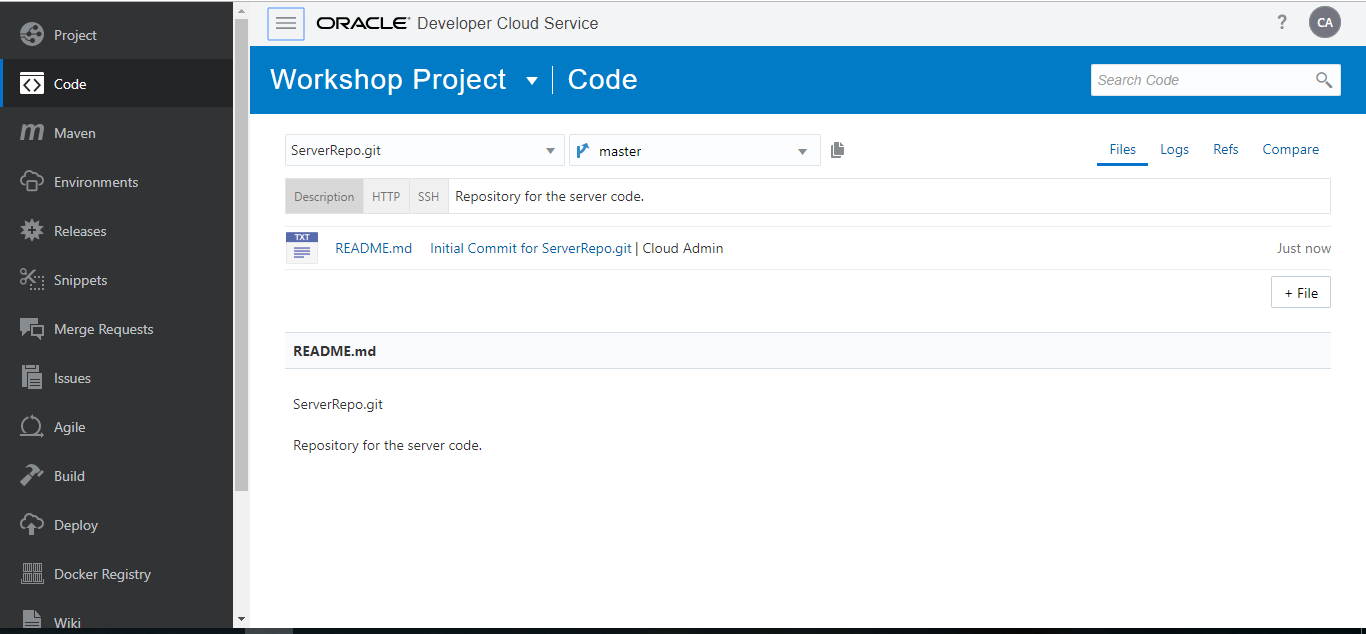 Project
Code
Maven
Environments
Releases
Snippets
Merge Requests
Issues
Agile
Build
Deploy
Docker Registry
Wiki
ORACLE® Developer Cloud Service
? CA
Workshop Project Code
Search Code
ServerRepo.git master
Files Logs Refs Compare
Description HTTP SSH Repository for the server code.
TXT README.md Initial Commit for ServerRepo.git | Cloud Admin Just now
+ File
README.md
ServerRepo.git
Repository for the server code.